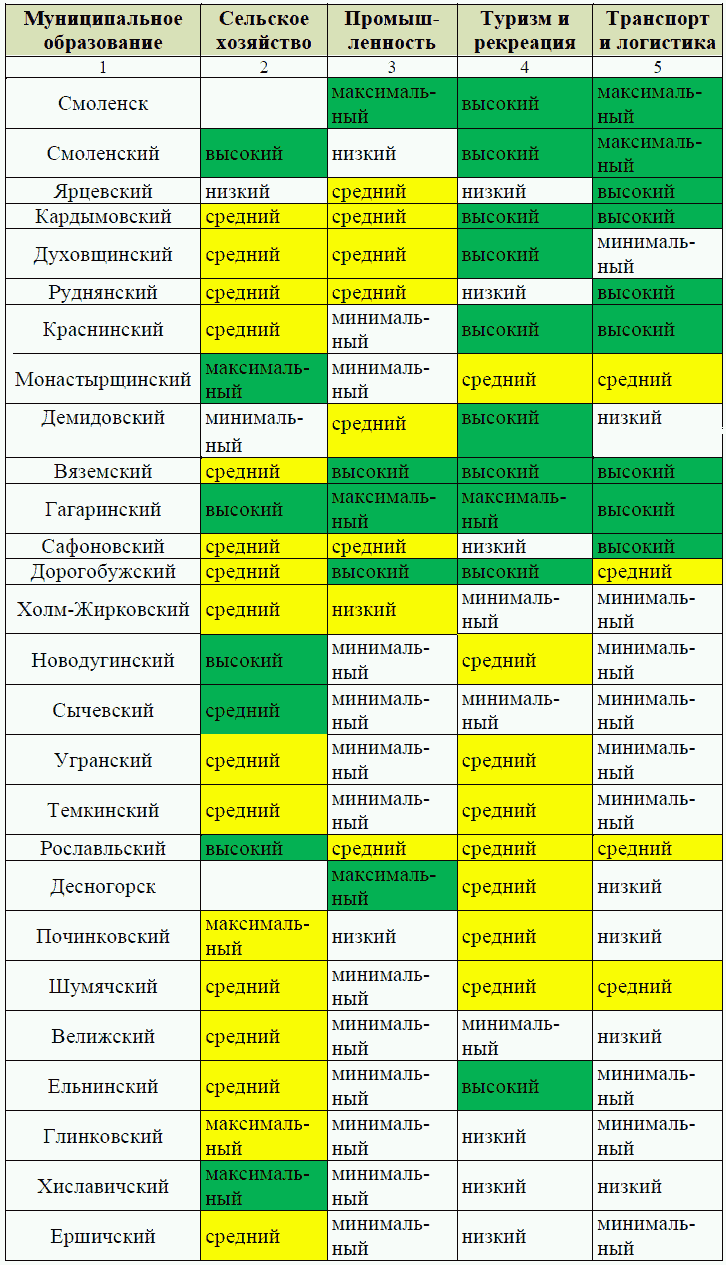 Муниципальное образование | Сельское хозяйство | Промыш-ленность | Туризм и рекреация | Транспорт и логистика
1 | 2 | 3 | 4 | 5
Смоленск | | максималь-ный | высокий | максималь-ный
Смоленский | высокий | низкий | высокий | максималь-ный
Ярцевский | низкий | средний | низкий | высокий
Кардымовский | средний | средний | высокий | высокий
Духовщинский | средний | средний | высокий | минималь-ный
Руднянский | средний | средний | низкий | высокий
Краснинский | средний | минималь-ный | высокий | высокий
Монастырщинский | максималь-ный | минималь-ный | средний | средний
Демидовский | минималь-ный | средний | высокий | низкий
Вяземский | средний | высокий | высокий | высокий
Гагаринский | высокий | максималь-ный | максималь-ный | высокий
Сафоновский | средний | средний | низкий | высокий
Дорогобужский | средний | высокий | высокий | средний
Холм-Жирковский | средний | низкий | минималь-ный | минималь-ный
Новодугинский | высокий | минималь-ный | средний | минималь-ный
Сычевский | средний | минималь-ный | минималь-ный | минималь-ный
Угранский | средний | минималь-ный | средний | минималь-ный
Темкинский | средний | минималь-ный | средний | минималь-ный
Рославльский | высокий | средний | средний | средний
Десногорск | | максималь-ный | средний | низкий
Починковский | максималь-ный | низкий | средний | низкий
Шумячский | средний | минималь-ный | средний | средний
Велижский | средний | минималь-ный | минималь-ный | низкий
Ельнинский | средний | минималь-ный | высокий | минималь-ный
Глинковский | максималь-ный | минималь-ный | низкий | минималь-ный
Хиславичский | максималь-ный | минималь-ный | низкий | низкий
Ершичский | средний | минималь-ный | низкий | минималь-ный